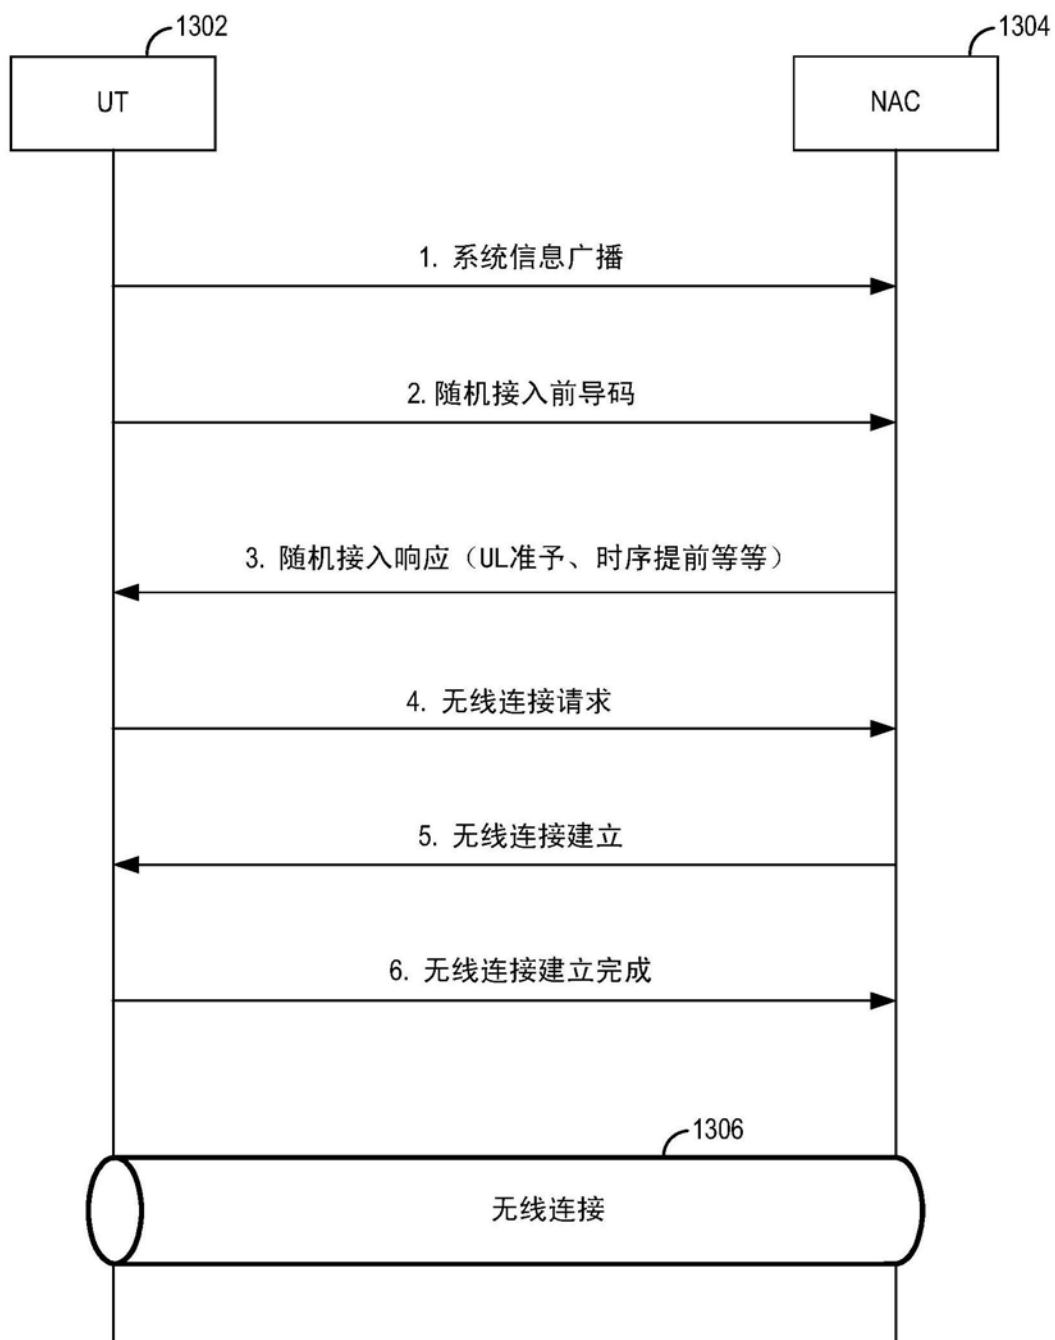 1302
1304
UT
NAC
1. 系统信息广播
2. 随机接入前导码
3. 随机接入响应（UL准予、时序提前等等）
4. 无线连接请求
5. 无线连接建立
6. 无线连接建立完成
1306
无线连接